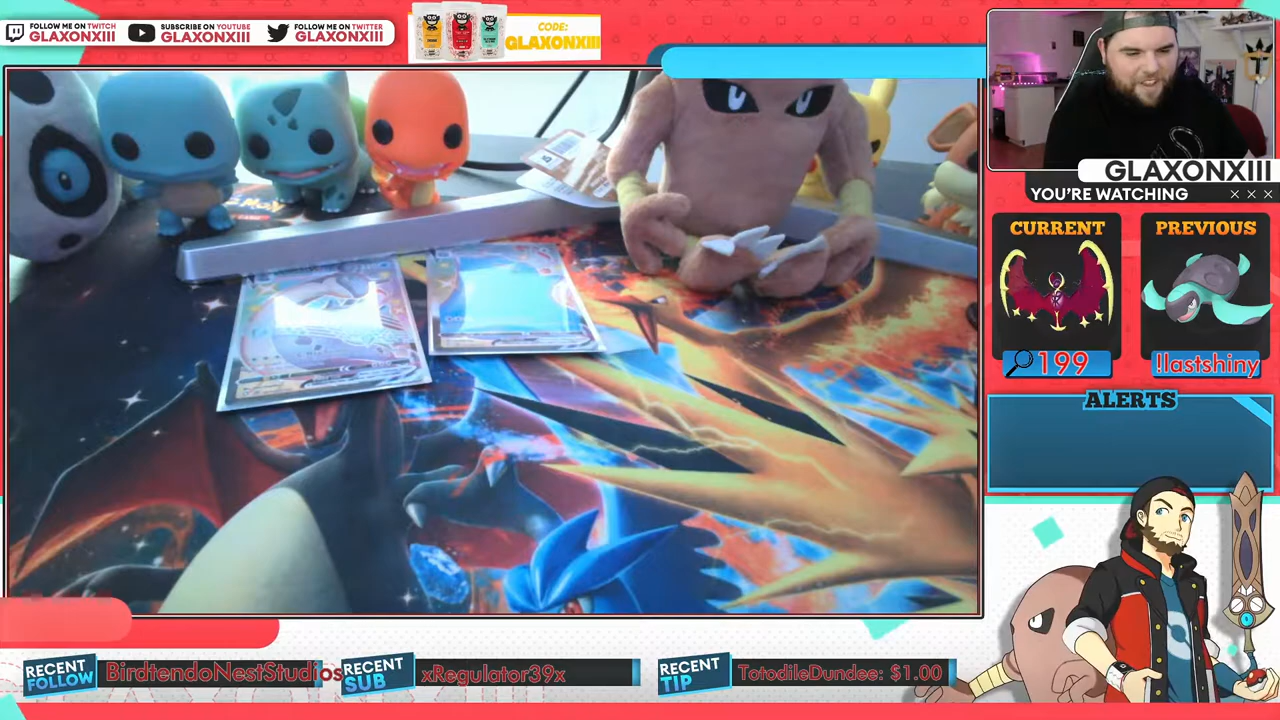 FOLLOW ME ON TWITCH
GLAXONXIII
SUBSCRIBE ON YOUTUBE
GLAXONXIII
FOLLOW ME ON TWITTER
GLAXONXIII
CODE:
GLAXONXIII
GLAXONXIII
YOU'RE WATCHING
CURRENT
PREVIOUS
199
!lastshiny
ALERTS
RECENT
FOLLOW
BirdtendoNestStudios
RECENT
SUB
xRegulator39x
RECENT
TIP
TotodileDundee: $1.00